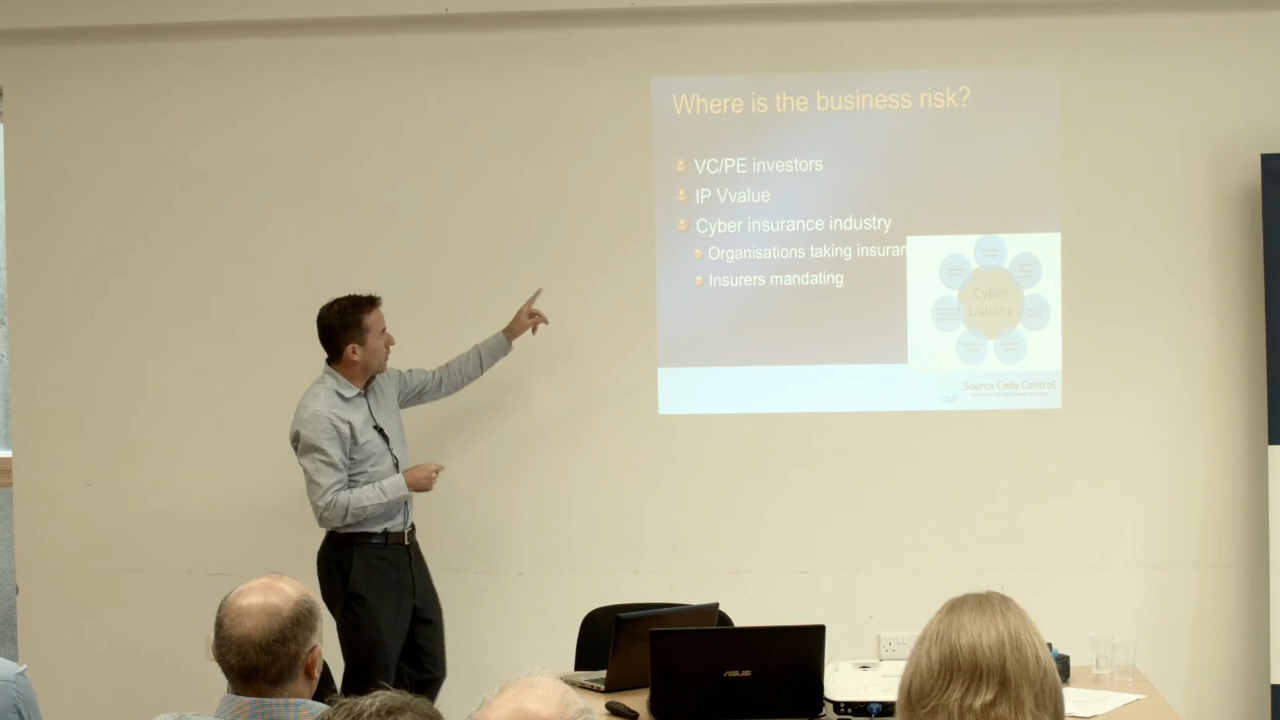 Where is the business risk?
VC/PE investors
IP Vvalue
Cyber insurance industry
Organisations taking insuran
Insurers mandating
Cyber
Liability
Source Code Control
ASUS